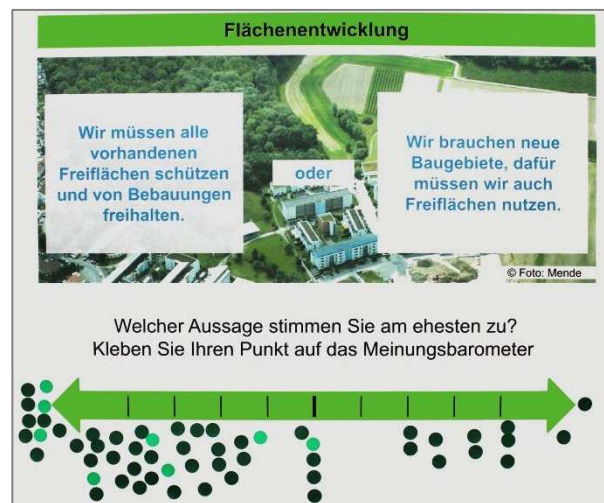 Flächenentwicklung
Wir müssen alle
vorhandenen
Freiflächen schützen
und von Bebauungen
freihalten.
oder
Wir brauchen neue
Baugebiete, dafür
müssen wir auch
Freiflächen nutzen.
© Foto: Mende
Welcher Aussage stimmen Sie am ehesten zu?
Kleben Sie Ihren Punkt auf das Meinungsbarometer